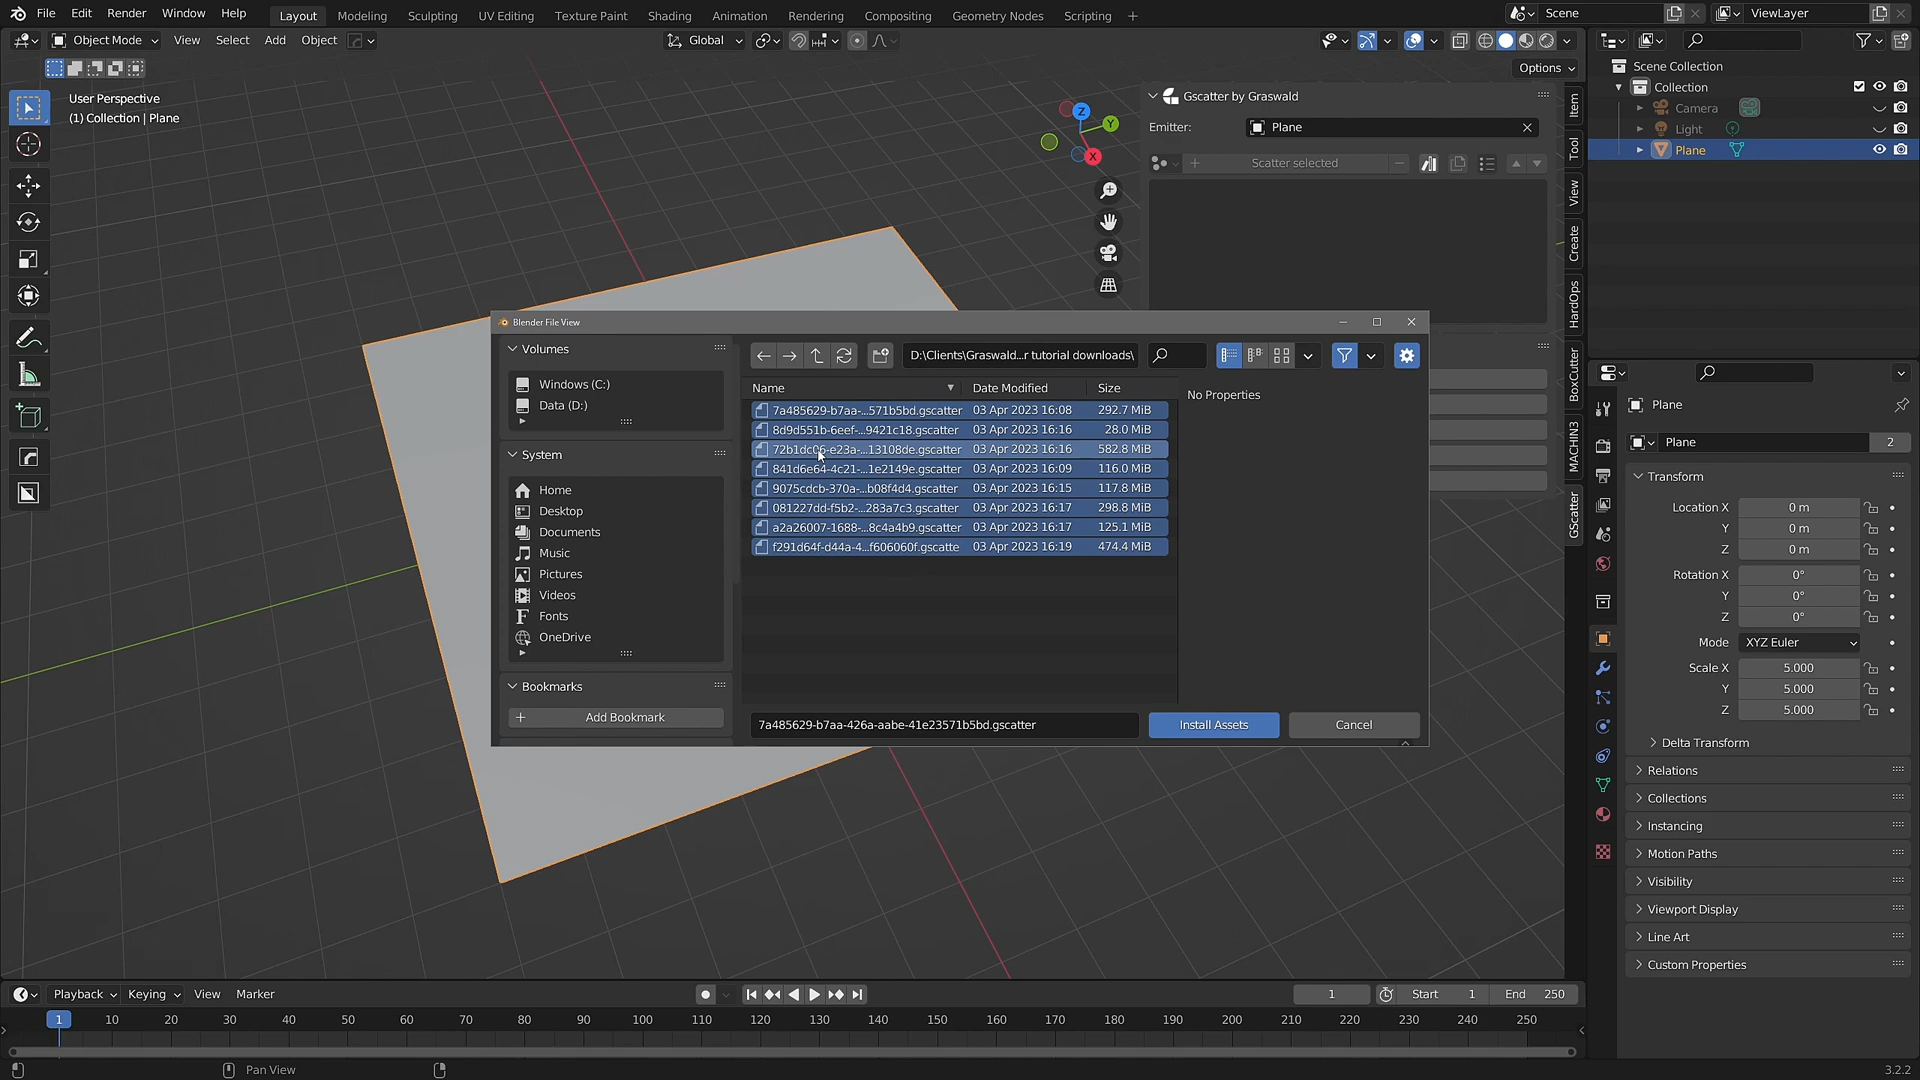 File Edit Render Window Help Layout Modeling Sculpting UV Editing Texture Paint Shading Animation Rendering Compositing Geometry Nodes Scripting + Scene ViewLayer
Object Mode View Select Add Object Global
Options
User Perspective
(1) Collection | Plane
Z
Y
X
Gscatter by Graswald
Emitter: Plane
Scatter selected
Item
Tool
View
Create
HardOps
BoxCutter
MACHIN3
GScatter
Scene Collection
Collection
Camera
Light
Plane
Blender File View
Volumes
Windows (C:)
Data (D:)
System
Home
Desktop
Documents
Music
Pictures
Videos
Fonts
OneDrive
Bookmarks
Add Bookmark
D:\Clients\Graswald...r tutorial downloads\
Name Date Modified Size
7a485629-b7aa-...571b5bd.gscatter 03 Apr 2023 16:08 292.7 MiB
8d9d551b-6eef-...9421c18.gscatter 03 Apr 2023 16:16 28.0 MiB
72b1dc06-e23a-...13108de.gscatter 03 Apr 2023 16:16 582.8 MiB
841d6e64-4c21-...1e2149e.gscatter 03 Apr 2023 16:09 116.0 MiB
9075cdcb-370a-...b08f4d4.gscatter 03 Apr 2023 16:15 117.8 MiB
081227dd-f5b2-...283a7c3.gscatter 03 Apr 2023 16:17 298.8 MiB
a2a26007-1688-...8c4a4b9.gscatter 03 Apr 2023 16:17 125.1 MiB
f291d64f-d44a-4...f606060f.gscatte 03 Apr 2023 16:19 474.4 MiB
No Properties
7a485629-b7aa-426a-aabe-41e23571b5bd.gscatter Install Assets Cancel
Plane
Plane 2
Transform
Location X 0 m
Y 0 m
Z 0 m
Rotation X 0°
Y 0°
Z 0°
Mode XYZ Euler
Scale X 5.000
Y 5.000
Z 5.000
Delta Transform
Relations
Collections
Instancing
Motion Paths
Visibility
Viewport Display
Line Art
Custom Properties
Playback Keying View Marker 1 Start 1 End 250
1 10 20 30 40 50 60 70 80 90 100 110 120 130 140 150 160 170 180 190 200 210 220 230 240 250
Pan View 3.2.2